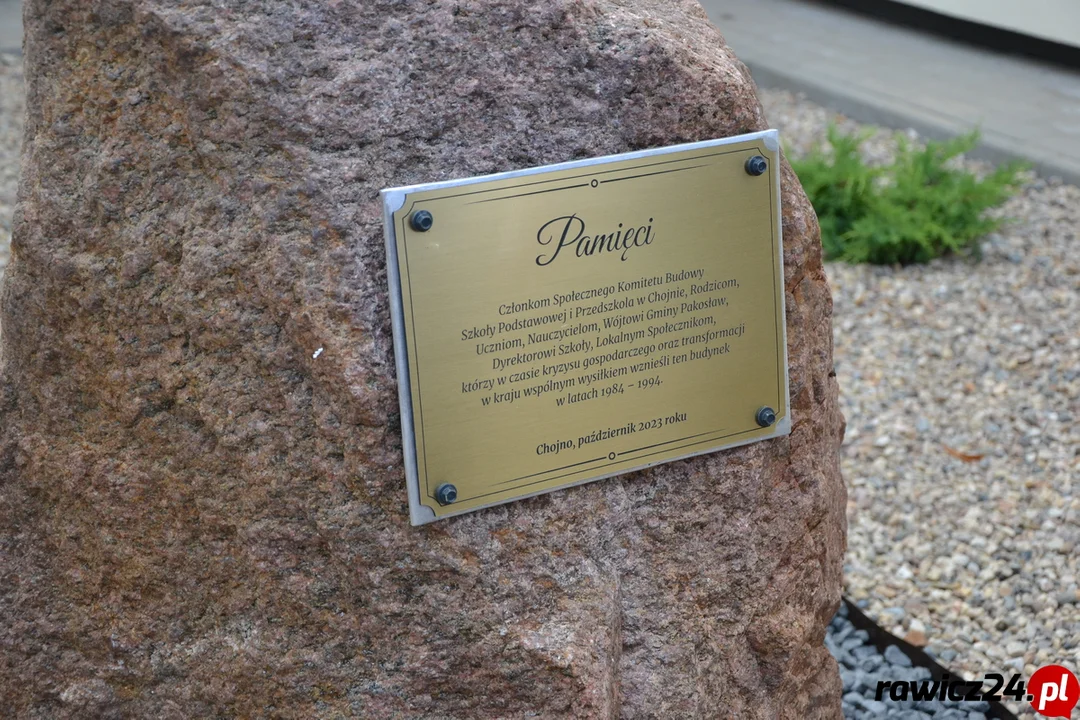 Pamięci
Członkom Społecznego Komitetu Budowy
Szkoły Podstawowej i Przedszkola w Chojnie, Rodzicom,
Uczniom, Nauczycielom, Wójtowi Gminy Pakosław,
Dyrektorowi Szkoły, Lokalnym Społecznikom,
którzy w czasie kryzysu gospodarczego oraz transformacji
w kraju wspólnym wysiłkiem wznieśli ten budynek
w latach 1984 – 1994.
Chojno, październik 2023 roku
rawicz24.pl